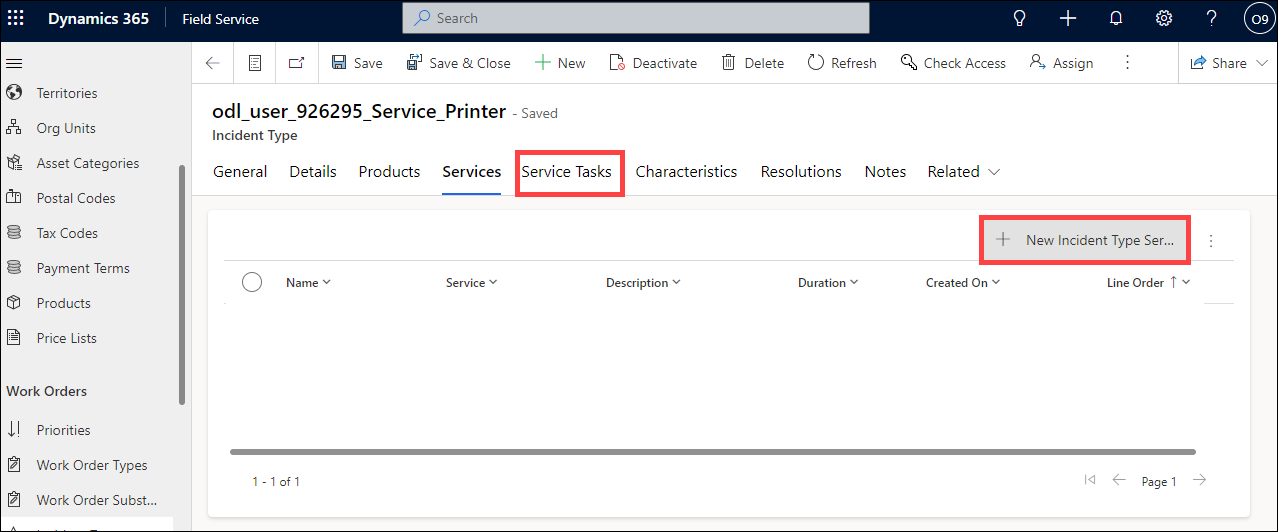 Dynamics 365 Field Service Search O9
Save Save & Close New Deactivate Delete Refresh Check Access Assign Share
Territories
Org Units
Asset Categories
Postal Codes
Tax Codes
Payment Terms
Products
Price Lists
Work Orders
Priorities
Work Order Types
Work Order Subst...
odl_user_926295_Service_Printer - Saved
Incident Type
General Details Products Services Service Tasks Characteristics Resolutions Notes Related
New Incident Type Ser...
Name Service Description Duration Created On Line Order
1 - 1 of 1 Page 1